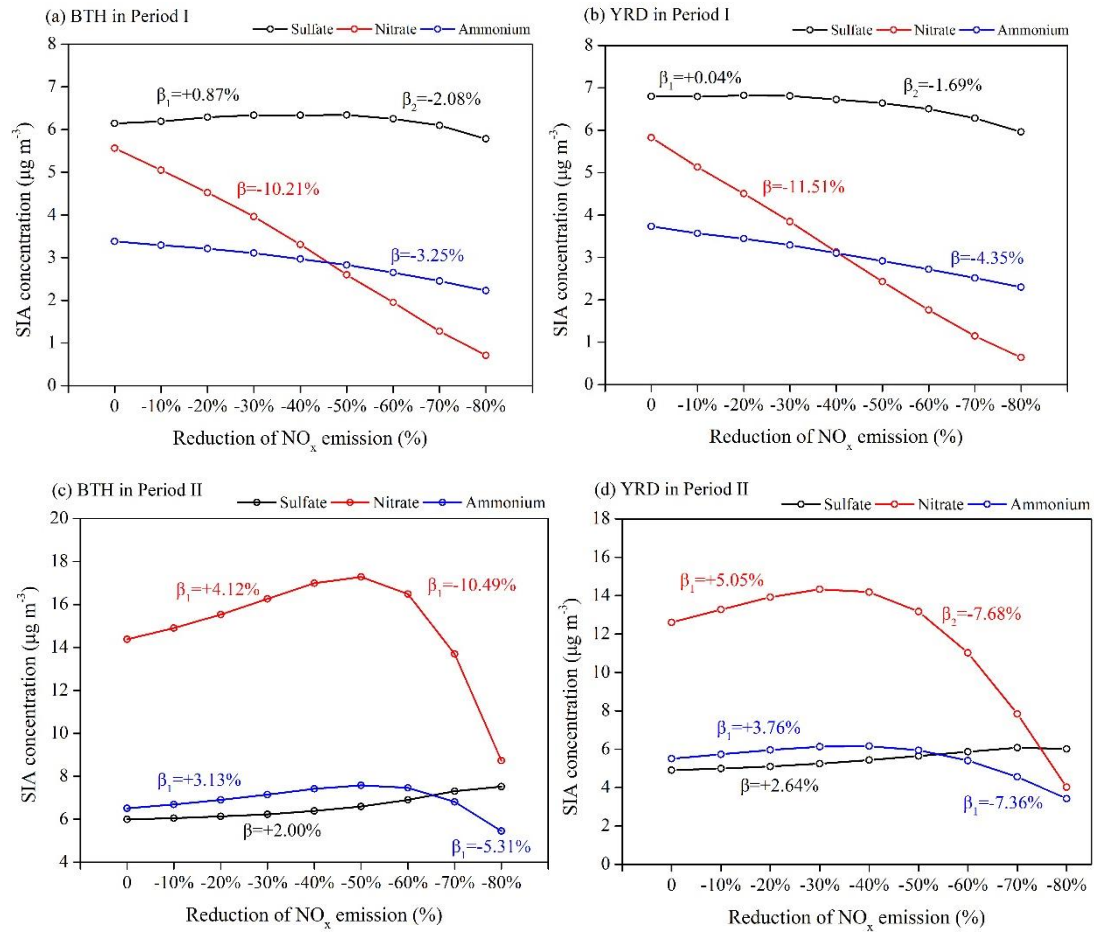 (a) BTH in Period I
Sulfate Nitrate Ammonium
8
7
6
5
4
3
2
1
0
SIA concentration (μg m⁻³)
β₁=+0.87%
β₂=-2.08%
β=-10.21%
β=-3.25%
0 -10% -20% -30% -40% -50% -60% -70% -80%
Reduction of NOₓ emission (%)
(b) YRD in Period I
Sulfate Nitrate Ammonium
8
7
6
5
4
3
2
1
0
SIA concentration (μg m⁻³)
β₁=+0.04%
β₂=-1.69%
β=-11.51%
β=-4.35%
0 -10% -20% -30% -40% -50% -60% -70% -80%
Reduction of NOₓ emission (%)
(c) BTH in Period II
Sulfate Nitrate Ammonium
20
18
16
14
12
10
8
6
4
SIA concentration (μg m⁻³)
β₁=+4.12%
β₁=-10.49%
β₁=+3.13%
β=+2.00%
β₁=-5.31%
0 -10% -20% -30% -40% -50% -60% -70% -80%
Reduction of NOₓ emission (%)
(d) YRD in Period II
Sulfate Nitrate Ammonium
18
16
14
12
10
8
6
4
2
0
SIA concentration (μg m⁻³)
β₁=+5.05%
β₂=-7.68%
β₁=+3.76%
β=+2.64%
β₁=-7.36%
0 -10% -20% -30% -40% -50% -60% -70% -80%
Reduction of NOₓ emission (%)